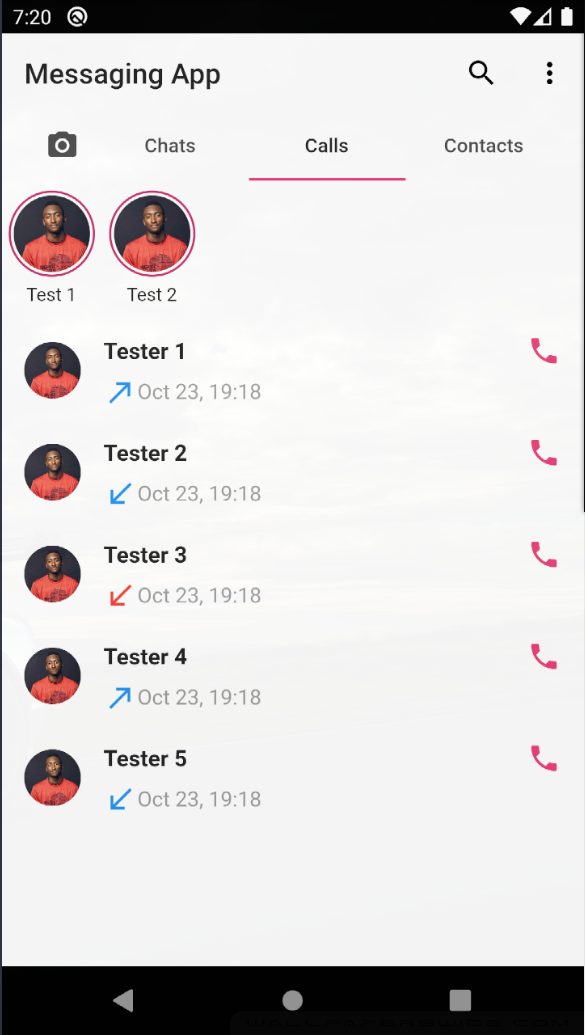 7:20
Messaging App
Chats Calls Contacts
Test 1 Test 2
Tester 1
Oct 23, 19:18
Tester 2
Oct 23, 19:18
Tester 3
Oct 23, 19:18
Tester 4
Oct 23, 19:18
Tester 5
Oct 23, 19:18